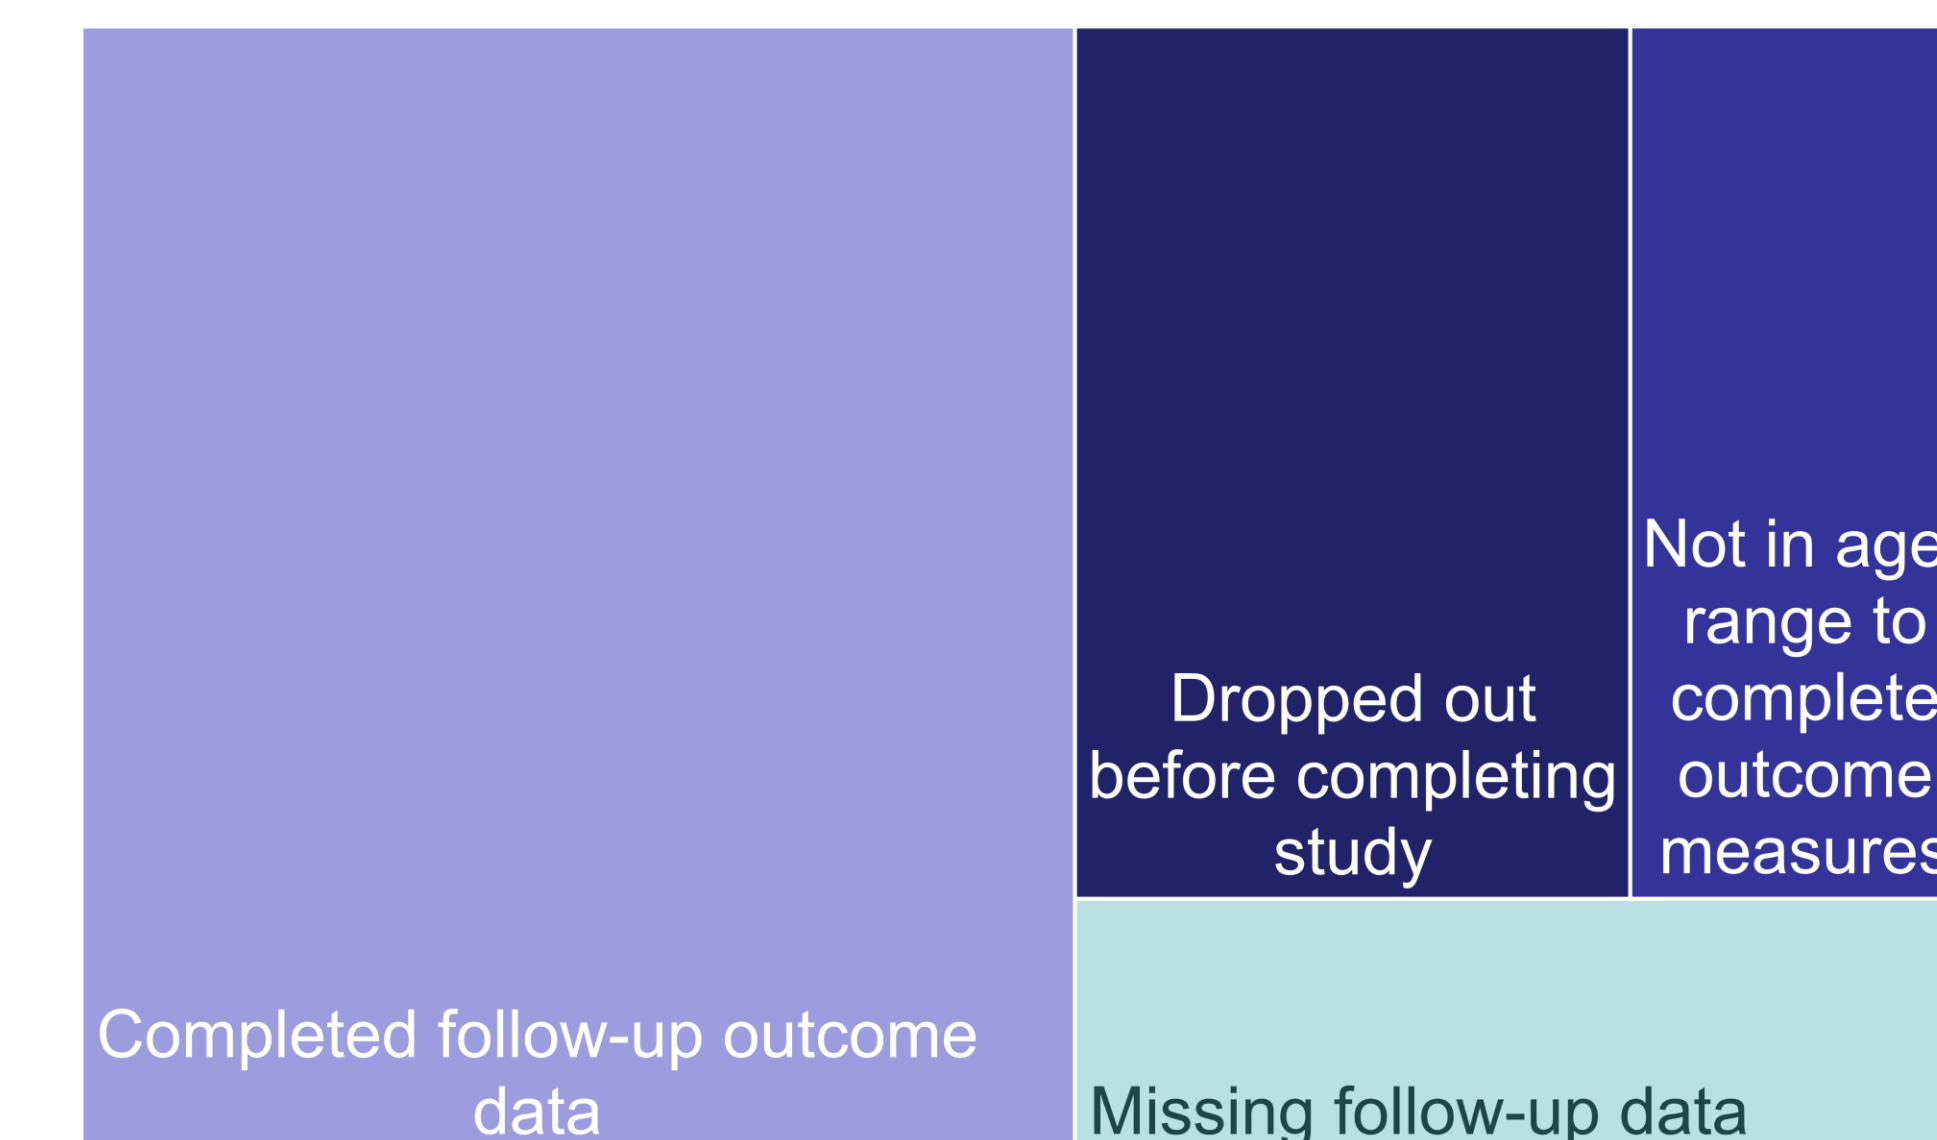 Completed follow-up outcome
data
Dropped out
before completing
study
Not in age
range to
complete
outcome
measures
Missing follow-up data